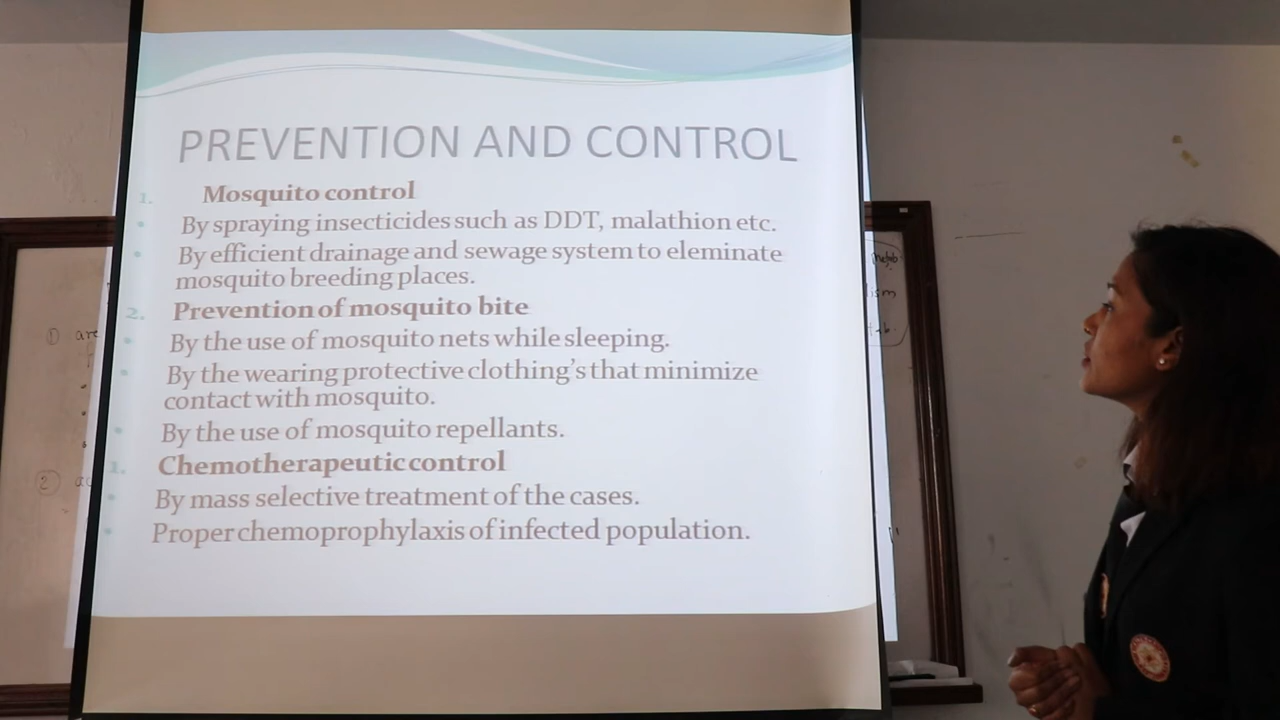 PREVENTION AND CONTROL
1. Mosquito control
• By spraying insecticides such as DDT, malathion etc.
• By efficient drainage and sewage system to eleminate
mosquito breeding places.
2. Prevention of mosquito bite
• By the use of mosquito nets while sleeping.
• By the wearing protective clothing's that minimize
contact with mosquito.
• By the use of mosquito repellants.
1. Chemotherapeutic control
• By mass selective treatment of the cases.
• Proper chemoprophylaxis of infected population.
① are
②